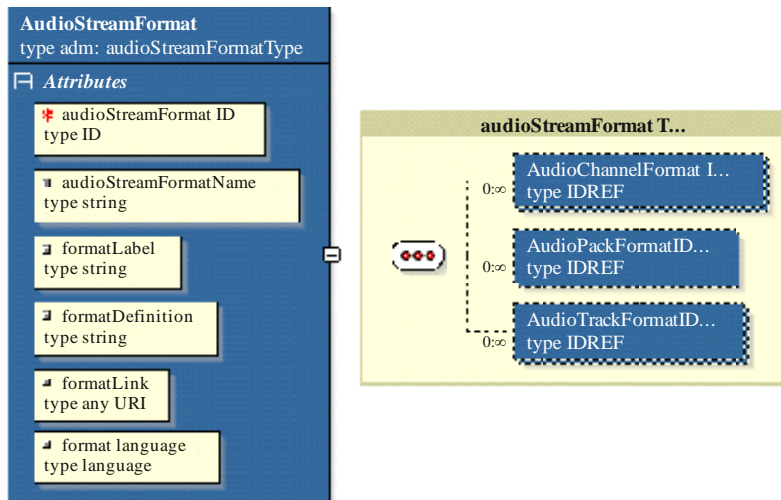 AudioStreamFormat
type adm: audioStreamFormatType
Attributes
audioStreamFormat ID
type ID
audioStreamFormatName
type string
formatLabel
type string
formatDefinition
type string
formatLink
type any URI
format language
type language
audioStreamFormat T...
AudioChannelFormat I...
0:∞ type IDREF
AudioPackFormatID...
0:∞ type IDREF
AudioTrackFormatID...
0:∞ type IDREF